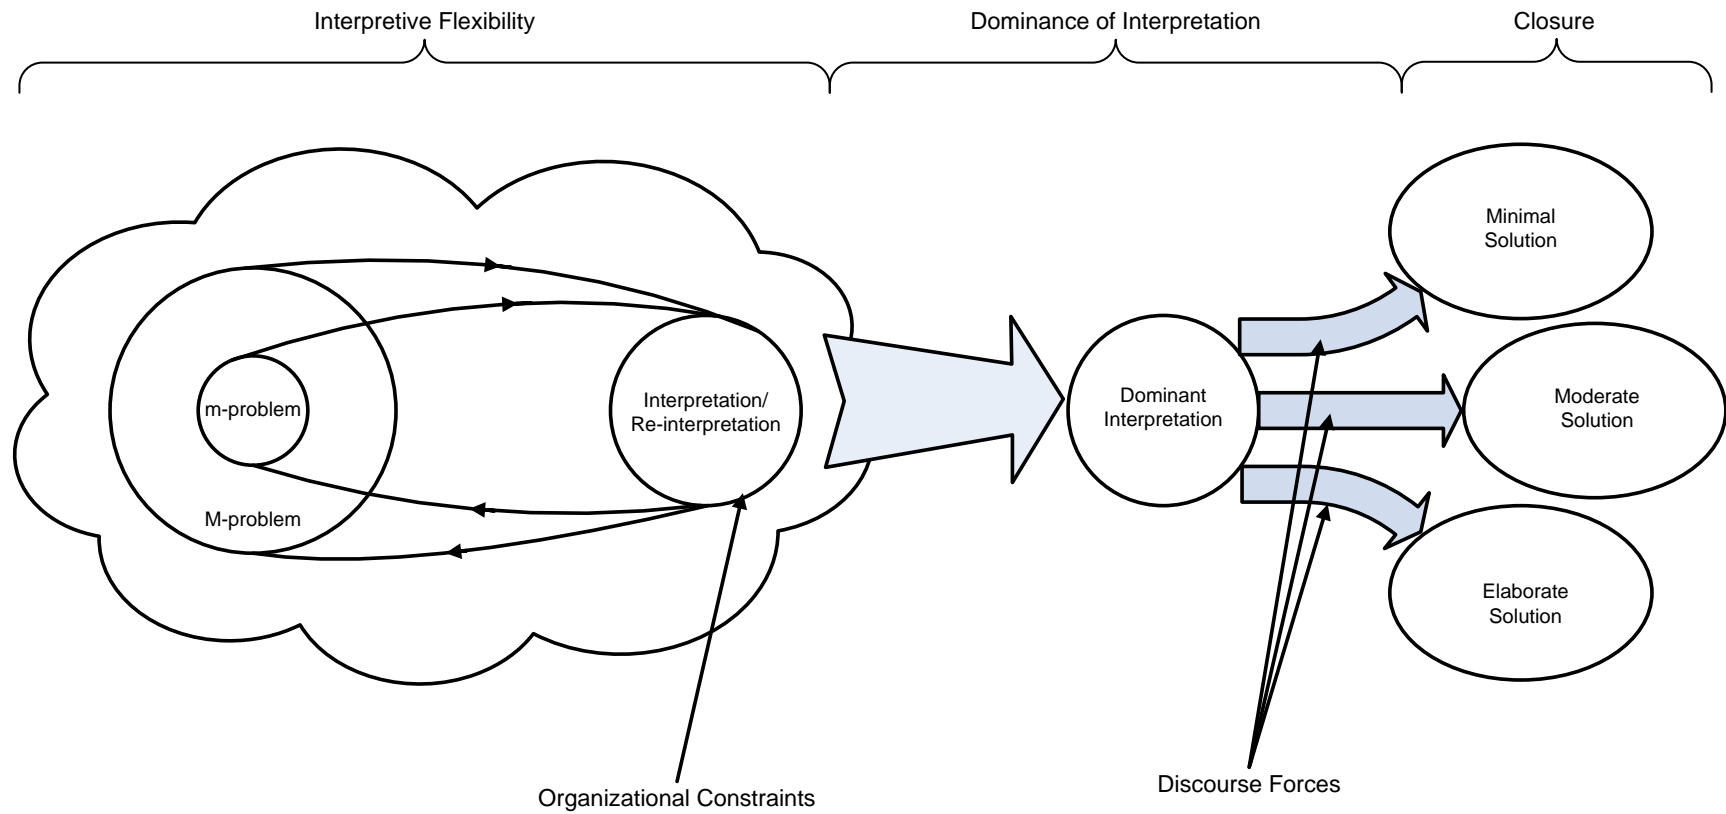 Interpretive Flexibility
Dominance of Interpretation
Closure
m-problem
M-problem
Interpretation/
Re-interpretation
Dominant
Interpretation
Minimal
Solution
Moderate
Solution
Elaborate
Solution
Organizational Constraints
Discourse Forces